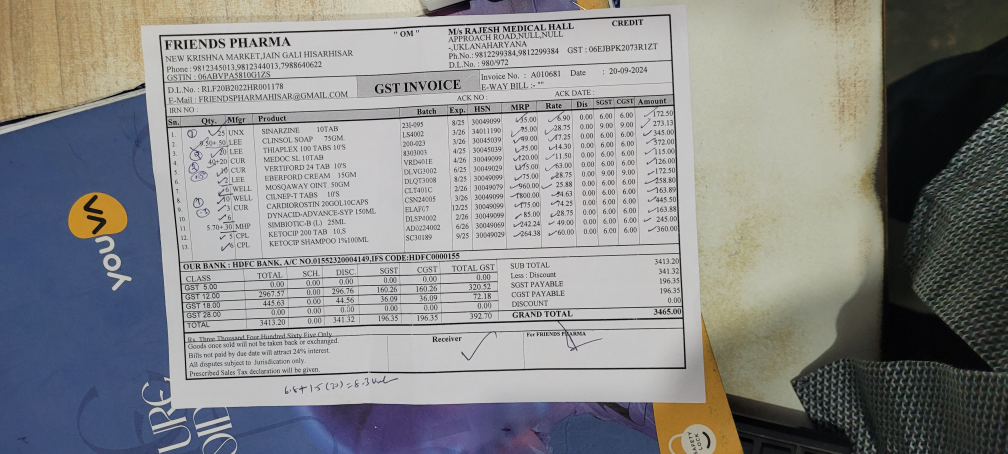 FRIENDS PHARMA
NEW KRISHNA MARKET,JAIN GALI HISARHISAR
Phone : 9812345013,9812344013,7988640622
GSTIN : 06ABVPA5810G1ZS
D.L.No. : RLF20B2022HR001178
E-Mail : FRIENDSPHARMAHISAR@GMAIL.COM
IRN NO :
" OM "
GST INVOICE
M/s RAJESH MEDICAL HALL CREDIT
APPROACH ROAD,NULL,NULL
-,UKLANAHARYANA
Ph.No.: 9812299384,9812299384 GST : 06EJBPK2073R1ZT
D.L.No. : 980/972
Invoice No. : A010681 Date : 20-09-2024
E-WAY BILL :- ""
ACK NO : ACK DATE :
Sn. Qty. Mfgr Product Batch Exp. HSN MRP Rate Dis SGST CGST Amount
1. 25 UNX SINARZINE 10TAB 23J-095 8/25 30049099 35.00 6.90 0.00 6.00 6.00 172.50
2. 9.50+.50 LEE CLINSOL SOAP 75GM LS4002 3/26 34011190 75.00 28.75 0.00 9.00 9.00 273.13
3. 20 LEE THIAPLEX 100 TABS 10'S 200-023 3/26 30045039 17.25 0.00 6.00 6.00 345.00
4. 40+20 CUR MEDOC SL 10TAB 8303003 4/25 30045039 14.30 0.00 6.00 6.00 572.00
5. 10 CUR VERTIFORD 24 TAB 10'S VRD401E 4/26 30049099 120.00 11.50 0.00 6.00 6.00 115.00
6. 2 LEE EBERFORD CREAM 15GM DLVG3002 6/25 30049099 175.00 63.00 0.00 6.00 6.00 126.00
7. 6 WELL MOSQAWAY OINT. 50GM DLQT3008 8/25 75.00 28.75 0.00 9.00 9.00 172.50
8. 10 WELL CILNEP-T TABS 10'S CLT401C 2/26 960.00 25.88 0.00 6.00 6.00 258.80
9. 3 CUR CARDIOROSTIN 20GOL10CAPS CSN24005 3/26 30049099 54.63 0.00 6.00 6.00 163.89
10. 6 DYNACID-ADVANCE-SYP 150ML 12/25 30049099 175.00 74.25 0.00 6.00 6.00 445.50
11. 5.70+.30 MHP SIMBIOTIC-B (L) 25ML DLSP4002 2/26 85.00 28.75 0.00 6.00 6.00 163.88
12. 5 CPL KETOCIP 200 TAB 10,S AD0224002 6/26 242.24 49.00 0.00 6.00 6.00 245.00
13. 6 CPL KETOCIP SHAMPOO 1%100ML SC30189 9/25 30049029 264.38 60.00 0.00 6.00 6.00 360.00
OUR BANK : HDFC BANK, A/C NO.01552320004149,IFS CODE:HDFC0000155
CLASS TOTAL SCH. DISC. SGST CGST TOTAL GST
GST 5.00 0.00 0.00 0.00 0.00 0.00 0.00
GST 12.00 2967.57 0.00 296.76 160.26 160.26 320.52
GST 18.00 445.63 0.00 44.56 36.09 36.09 72.18
GST 28.00 0.00 0.00 0.00 0.00 0.00 0.00
TOTAL 3413.20 0.00 341.32 196.35 196.35 392.70
SUB TOTAL 3413.20
Less : Discount 341.32
SGST PAYABLE 196.35
CGST PAYABLE 196.35
DISCOUNT 0.00
GRAND TOTAL 3465.00
Rs. Three Thousand Four Hundred Sixty Five Only
Goods once sold will not be taken back or exchanged.
Bills not paid by due date will attract 24% interest.
All disputes subject to Jurisdication only.
Prescribed Sales Tax declaration will be given.
Receiver
For FRIENDS PHARMA
you
VA
SAFETY LOCK